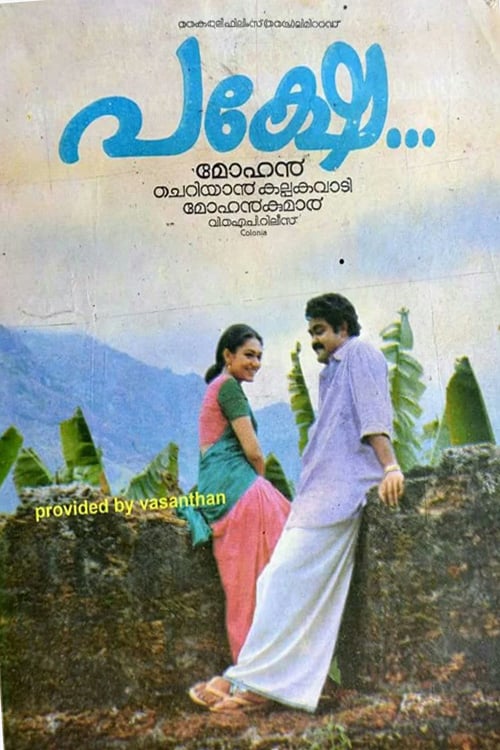 പക്ഷേ...
മോഹൻ
ചെറിയാൻ കല്പകവാടി
മോഹൻകുമാർ
വി.ഐ.പി.റിലീസ്
Colonia
provided by vasanthan